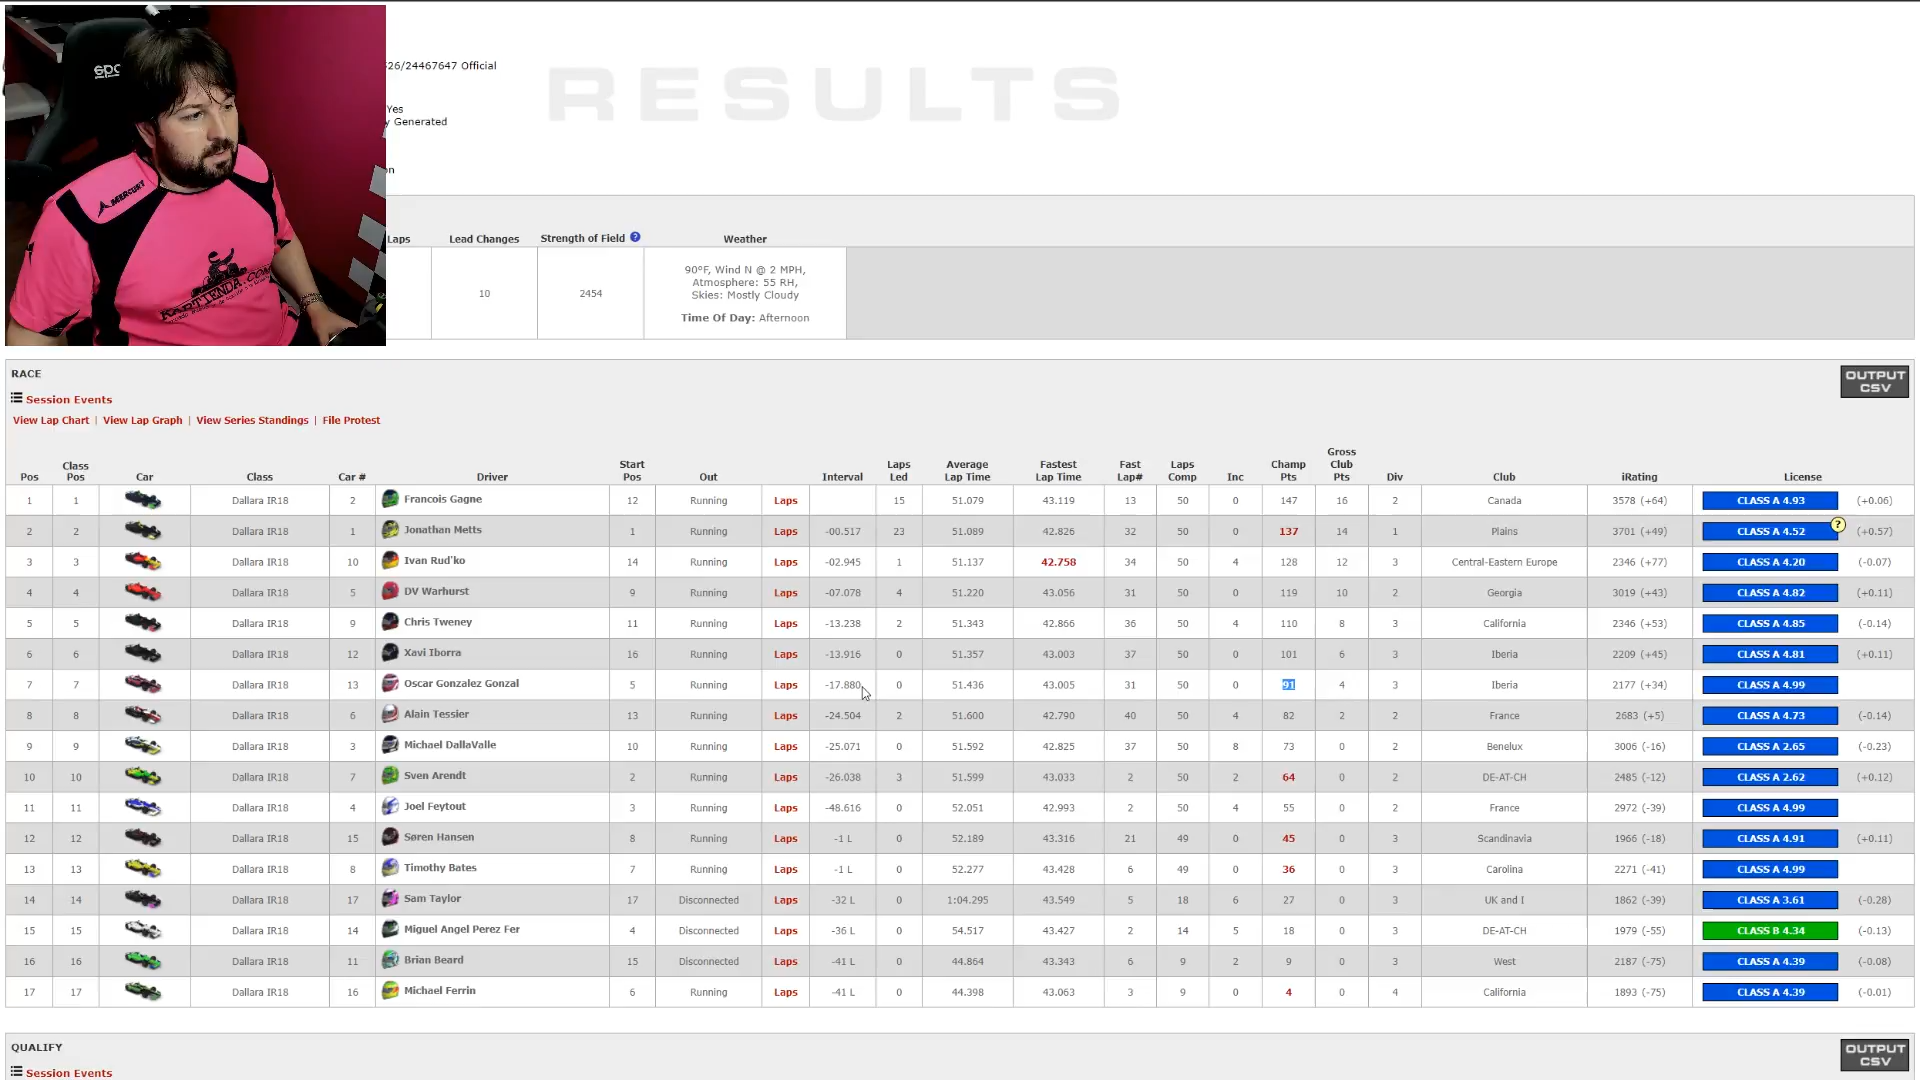 RESULTS
526/24467647 Official
Yes
y Generated
on
MERCURY
KARTIENDA.COM
Laps Lead Changes Strength of Field ? Weather
10 2454 90°F, Wind N @ 2 MPH,
Atmosphere: 55 RH,
Skies: Mostly Cloudy
Time Of Day: Afternoon
RACE
OUTPUT CSV
Session Events
View Lap Chart | View Lap Graph | View Series Standings | File Protest
Pos Class Pos Car Class Car # Driver Start Pos Out Interval Laps Led Average Lap Time Fastest Lap Time Fast Lap# Laps Comp Inc Champ Pts Gross Club Pts Div Club iRating License
1 1 Dallara IR18 2 Francois Gagne 12 Running Laps 15 51.079 43.119 13 50 0 147 16 2 Canada 3578 (+64) CLASS A 4.93 (+0.06)
2 2 Dallara IR18 1 Jonathan Metts 1 Running Laps -00.517 23 51.089 42.826 32 50 0 137 14 1 Plains 3701 (+49) CLASS A 4.52 ? (+0.57)
3 3 Dallara IR18 10 Ivan Rud'ko 14 Running Laps -02.945 1 51.137 42.758 34 50 4 128 12 3 Central-Eastern Europe 2346 (+77) CLASS A 4.20 (-0.07)
4 4 Dallara IR18 5 DV Warhurst 9 Running Laps -07.078 4 51.220 43.056 31 50 0 119 10 2 Georgia 3019 (+43) CLASS A 4.82 (+0.11)
5 5 Dallara IR18 9 Chris Tweney 11 Running Laps -13.238 2 51.343 42.866 36 50 4 110 8 3 California 2346 (+53) CLASS A 4.85 (-0.14)
6 6 Dallara IR18 12 Xavi Iborra 16 Running Laps -13.916 0 51.357 43.003 37 50 0 101 6 3 Iberia 2209 (+45) CLASS A 4.81 (+0.11)
7 7 Dallara IR18 13 Oscar Gonzalez Gonzal 5 Running Laps -17.880 0 51.436 43.005 31 50 0 91 4 3 Iberia 2177 (+34) CLASS A 4.99
8 8 Dallara IR18 6 Alain Tessier 13 Running Laps -24.504 2 51.600 42.790 40 50 4 82 2 2 France 2683 (+5) CLASS A 4.73 (-0.14)
9 9 Dallara IR18 3 Michael DallaValle 10 Running Laps -25.071 0 51.592 42.825 37 50 8 73 0 2 Benelux 3006 (-16) CLASS A 2.65 (-0.23)
10 10 Dallara IR18 7 Sven Arendt 2 Running Laps -26.038 3 51.599 43.033 2 50 2 64 0 2 DE-AT-CH 2485 (-12) CLASS A 2.62 (+0.12)
11 11 Dallara IR18 4 Joel Feytout 3 Running Laps -48.616 0 52.051 42.993 2 50 4 55 0 2 France 2972 (-39) CLASS A 4.99
12 12 Dallara IR18 15 Søren Hansen 8 Running Laps -1 L 0 52.189 43.316 21 49 0 45 0 3 Scandinavia 1966 (-18) CLASS A 4.91 (+0.11)
13 13 Dallara IR18 8 Timothy Bates 7 Running Laps -1 L 0 52.277 43.428 6 49 0 36 0 3 Carolina 2271 (-41) CLASS A 4.99
14 14 Dallara IR18 17 Sam Taylor 17 Disconnected Laps -32 L 0 1:04.295 43.549 5 18 6 27 0 3 UK and I 1862 (-39) CLASS A 3.61 (-0.28)
15 15 Dallara IR18 14 Miguel Angel Perez Fer 4 Disconnected Laps -36 L 0 54.517 43.427 2 14 5 18 0 3 DE-AT-CH 1979 (-55) CLASS B 4.34 (-0.13)
16 16 Dallara IR18 11 Brian Beard 15 Disconnected Laps -41 L 0 44.864 43.343 6 9 2 9 0 3 West 2187 (-75) CLASS A 4.39 (-0.08)
17 17 Dallara IR18 16 Michael Ferrin 6 Running Laps -41 L 0 44.398 43.063 3 9 0 4 0 4 California 1893 (-75) CLASS A 4.39 (-0.01)
QUALIFY
OUTPUT CSV
Session Events